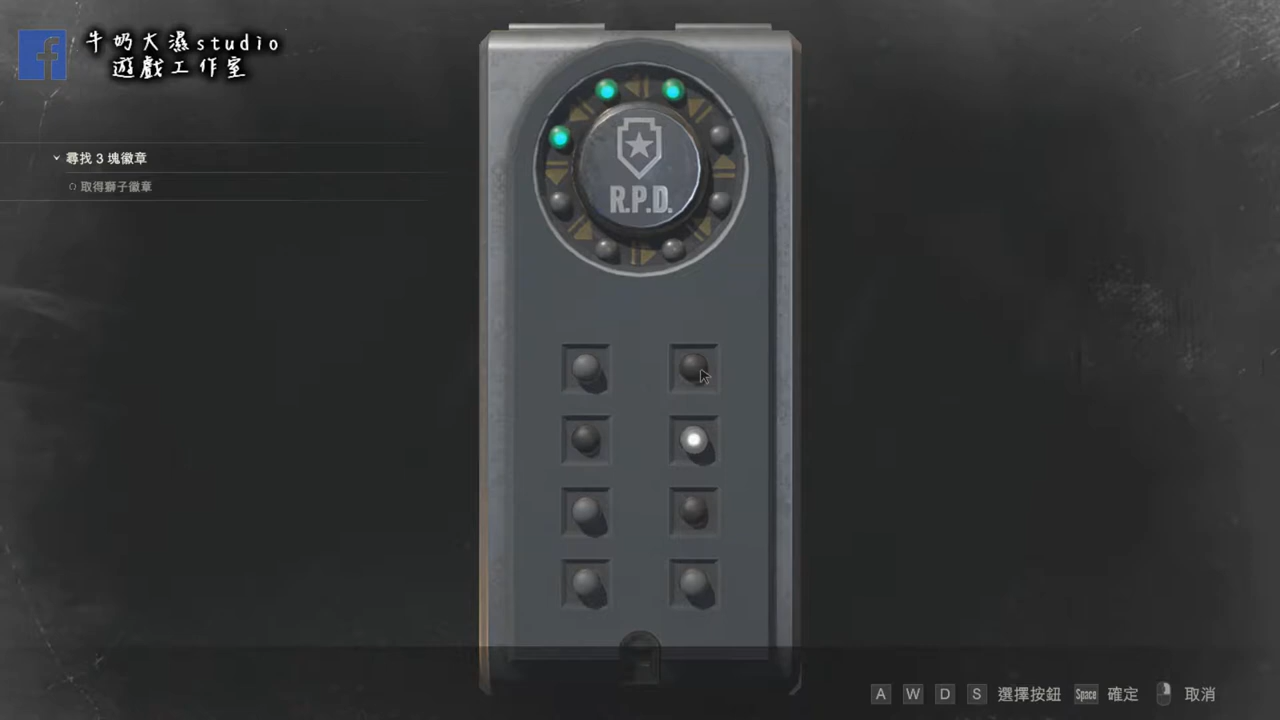 牛奶大濕studio
遊戲工作室
尋找 3 塊徽章
取得獅子徽章
R.P.D.
A W D S 選擇按鈕 Space 確定 取消